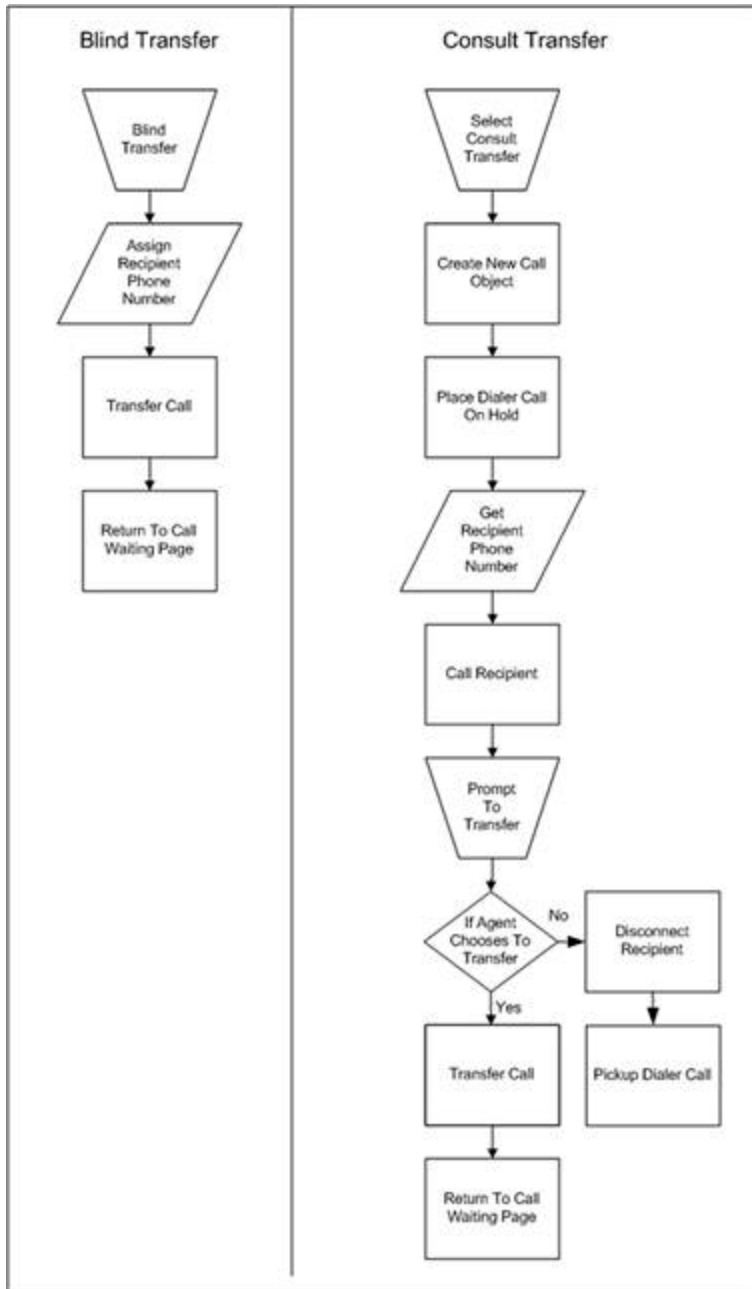 Blind Transfer
Blind
Transfer
Assign
Recipient
Phone
Number
Transfer Call
Return To Call
Waiting Page
Consult Transfer
Select
Consult
Transfer
Create New Call
Object
Place Dialer Call
On Hold
Get
Recipient
Phone
Number
Call Recipient
Prompt
To
Transfer
If Agent
Chooses To
Transfer
No
Disconnect
Recipient
Pickup Dialer Call
Yes
Transfer Call
Return To Call
Waiting Page